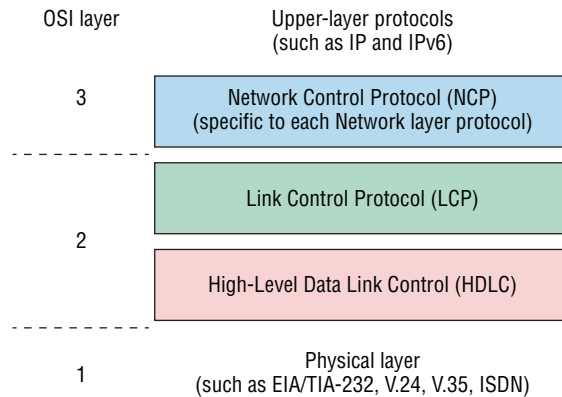 OSI layer
Upper-layer protocols
(such as IP and IPv6)
3
Network Control Protocol (NCP)
(specific to each Network layer protocol)
2
Link Control Protocol (LCP)
High-Level Data Link Control (HDLC)
1
Physical layer
(such as EIA/TIA-232, V.24, V.35, ISDN)